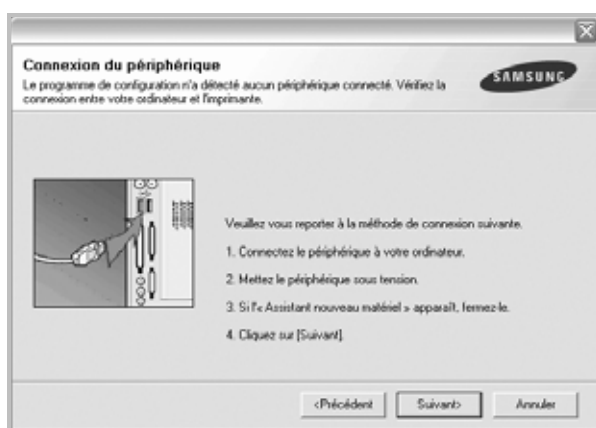 Connexion du périphérique
Le programme de configuration n'a détecté aucun périphérique connecté. Vérifiez la
connexion entre votre ordinateur et l'imprimante.
SAMSUNG
Veuillez vous reporter à la méthode de connexion suivante.
1. Connectez le périphérique à votre ordinateur.
2. Mettez le périphérique sous tension.
3. Si l'« Assistant nouveau matériel » apparaît, fermez-le.
4. Cliquez sur [Suivant].
<Précédent
Suivant>
Annuler